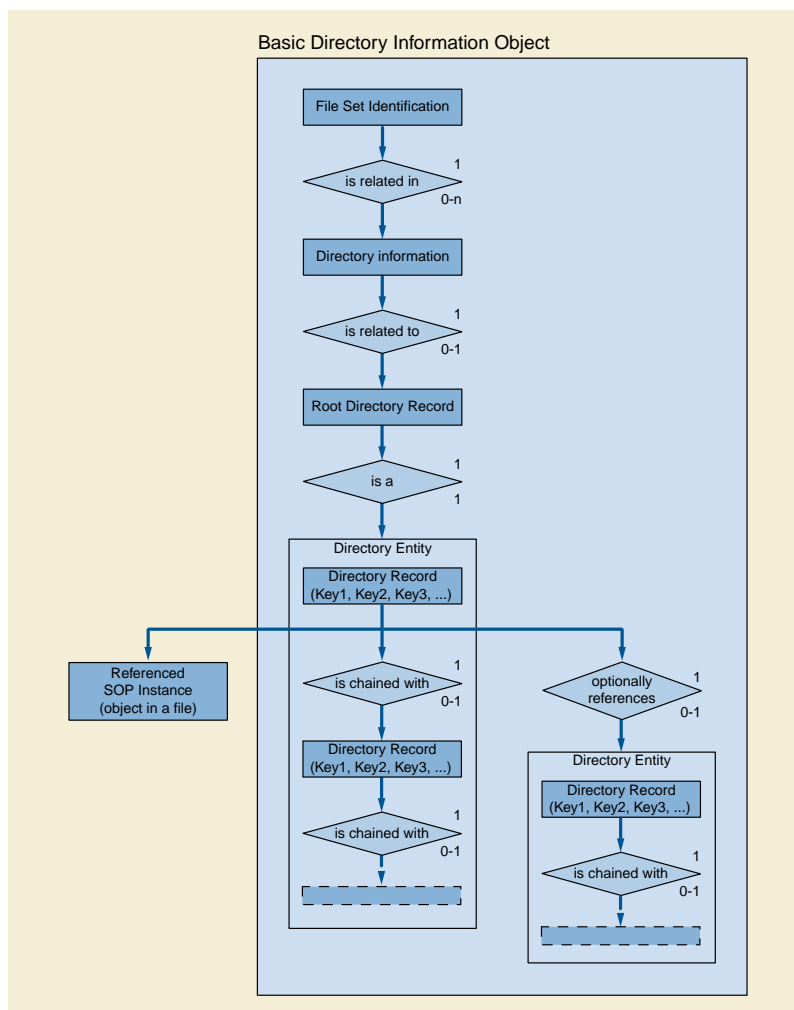 Basic Directory Information Object
File Set Identification
1
is related in
0-n
Directory information
1
is related to
0-1
Root Directory Record
1
is a
1
Directory Entity
Directory Record
(Key1, Key2, Key3, ...)
Referenced
SOP Instance
(object in a file)
1
is chained with
0-1
Directory Record
(Key1, Key2, Key3, ...)
1
is chained with
0-1
1
optionally
references
0-1
Directory Entity
Directory Record
(Key1, Key2, Key3, ...)
1
is chained with
0-1